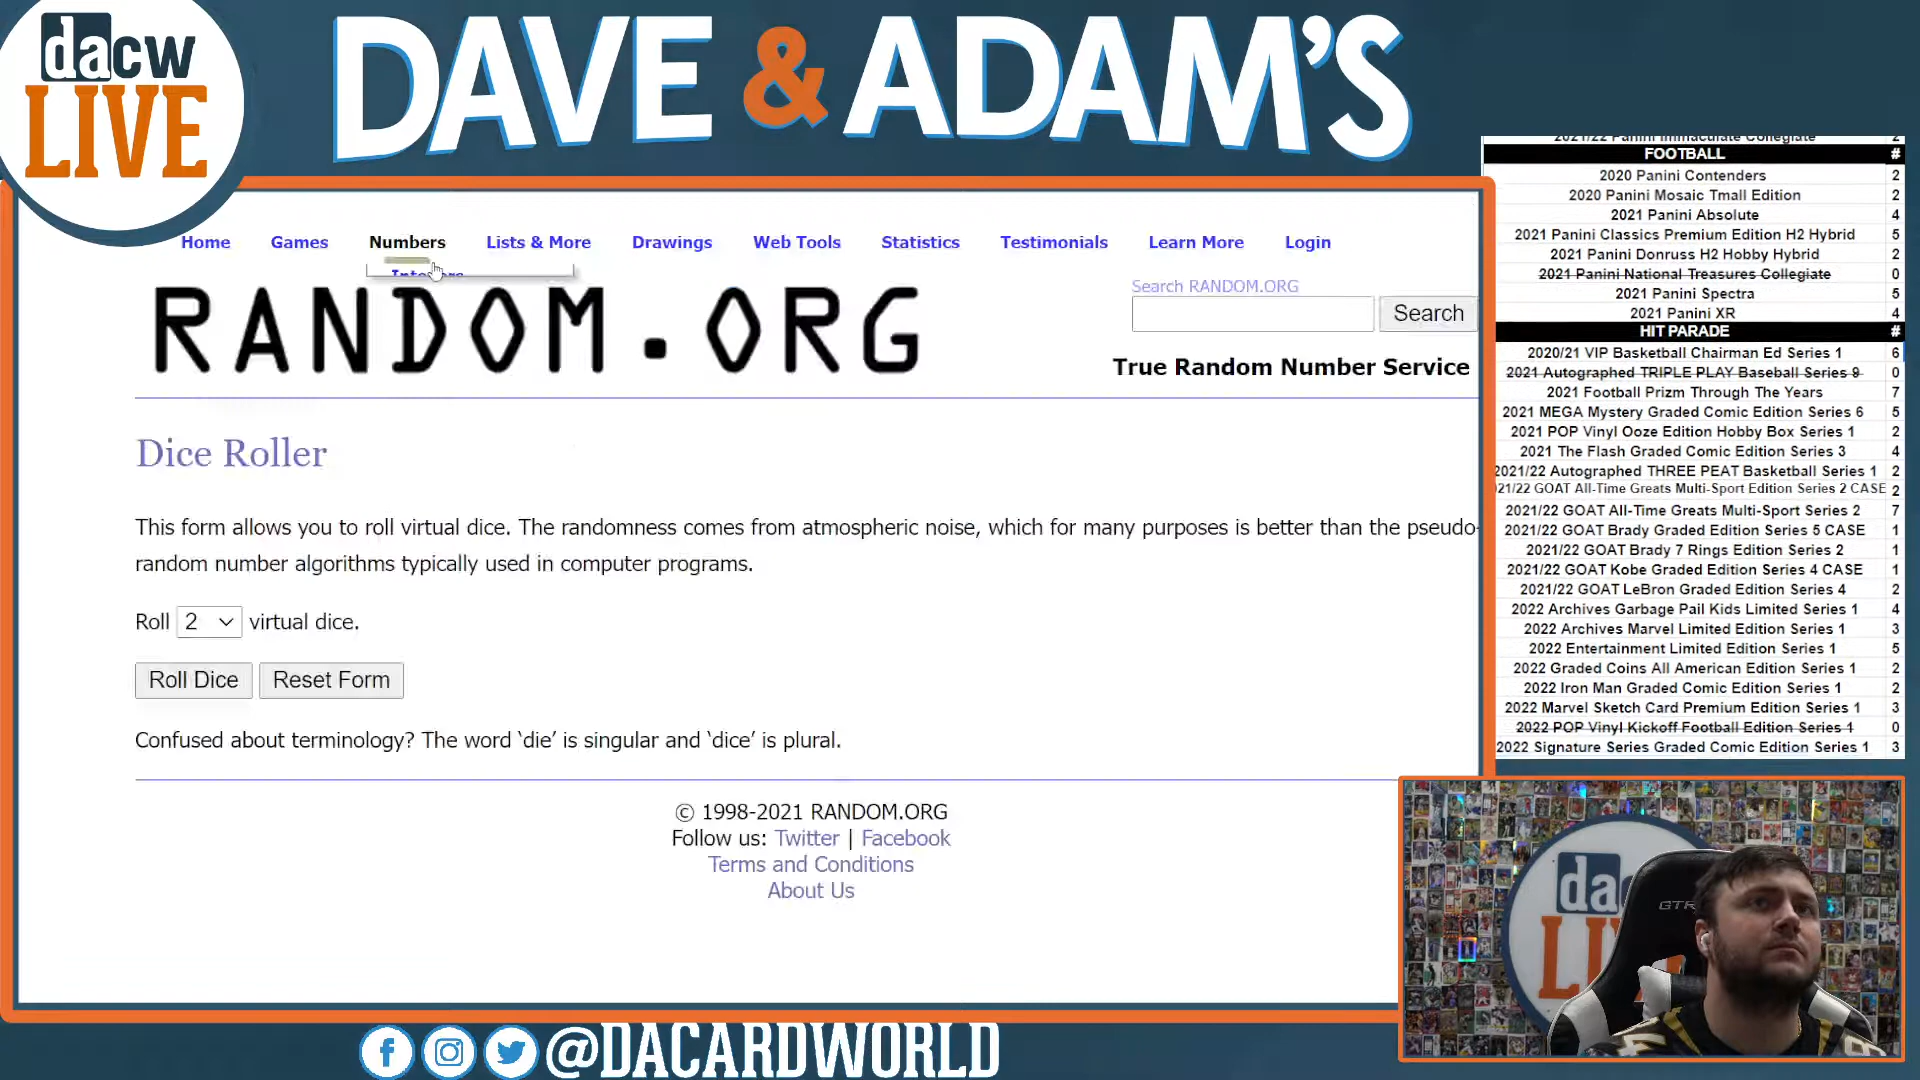 dacw
LIVE
DAVE & ADAM'S
Home Games Numbers Lists & More Drawings Web Tools Statistics Testimonials Learn More Login
Search RANDOM.ORG
Search
RANDOM.ORG
True Random Number Service
Dice Roller
This form allows you to roll virtual dice. The randomness comes from atmospheric noise, which for many purposes is better than the pseudo-
random number algorithms typically used in computer programs.
Roll 2 virtual dice.
Roll Dice Reset Form
Confused about terminology? The word ‘die’ is singular and ‘dice’ is plural.
© 1998-2021 RANDOM.ORG
Follow us: Twitter | Facebook
Terms and Conditions
About Us
2021/22 Panini Immaculate Collegiate 2
FOOTBALL #
2020 Panini Contenders 2
2020 Panini Mosaic Tmall Edition 2
2021 Panini Absolute 4
2021 Panini Classics Premium Edition H2 Hybrid 5
2021 Panini Donruss H2 Hobby Hybrid 2
2021 Panini National Treasures Collegiate 0
2021 Panini Spectra 5
2021 Panini XR 4
HIT PARADE #
2020/21 VIP Basketball Chairman Ed Series 1 6
2021 Autographed TRIPLE PLAY Baseball Series 9 0
2021 Football Prizm Through The Years 7
2021 MEGA Mystery Graded Comic Edition Series 6 5
2021 POP Vinyl Ooze Edition Hobby Box Series 1 2
2021 The Flash Graded Comic Edition Series 3 4
2021/22 Autographed THREE PEAT Basketball Series 1 2
21/22 GOAT All-Time Greats Multi-Sport Edition Series 2 CASE 2
2021/22 GOAT All-Time Greats Multi-Sport Series 2 7
2021/22 GOAT Brady Graded Edition Series 5 CASE 1
2021/22 GOAT Brady 7 Rings Edition Series 2 1
2021/22 GOAT Kobe Graded Edition Series 4 CASE 1
2021/22 GOAT LeBron Graded Edition Series 4 2
2022 Archives Garbage Pail Kids Limited Series 1 4
2022 Archives Marvel Limited Edition Series 1 3
2022 Entertainment Limited Edition Series 1 5
2022 Graded Coins All American Edition Series 1 2
2022 Iron Man Graded Comic Edition Series 1 2
2022 Marvel Sketch Card Premium Edition Series 1 3
2022 POP Vinyl Kickoff Football Edition Series 1 0
2022 Signature Series Graded Comic Edition Series 1 3
GTR
@DACARDWORLD